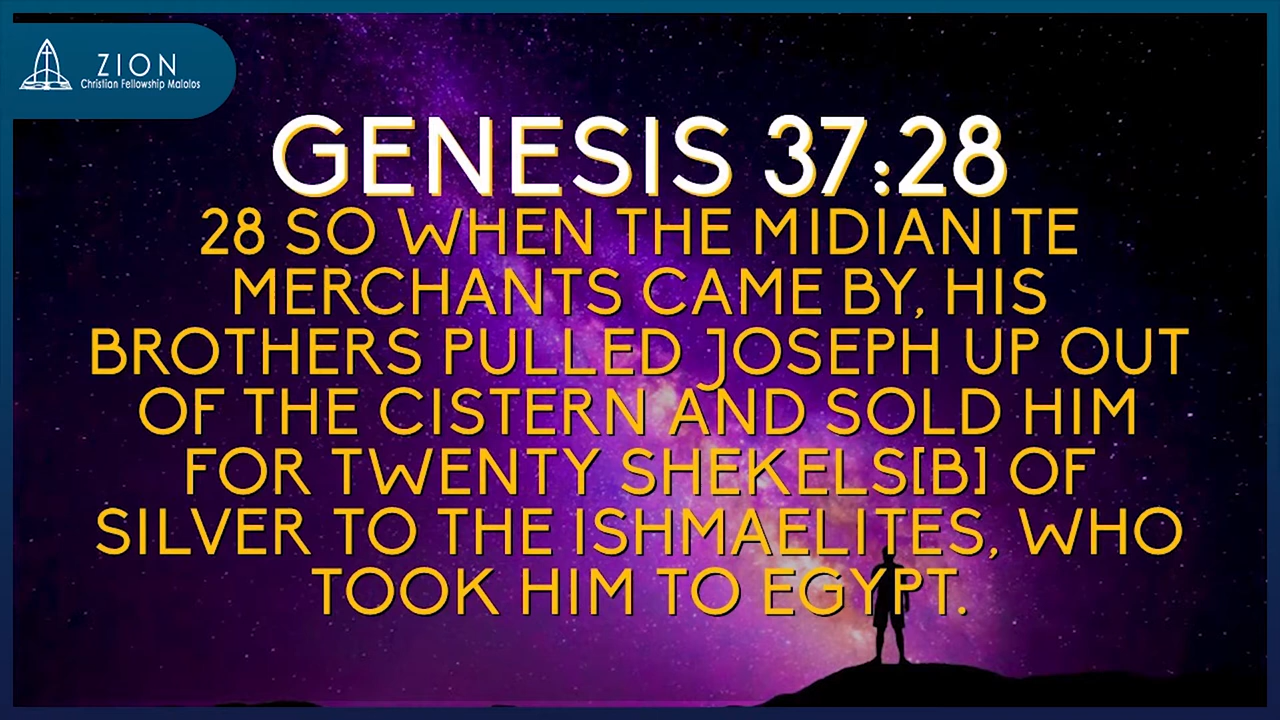 ZION
Christian Fellowship Malolos
GENESIS 37:28
28 SO WHEN THE MIDIANITE
MERCHANTS CAME BY, HIS
BROTHERS PULLED JOSEPH UP OUT
OF THE CISTERN AND SOLD HIM
FOR TWENTY SHEKELS[B] OF
SILVER TO THE ISHMAELITES, WHO
TOOK HIM TO EGYPT.